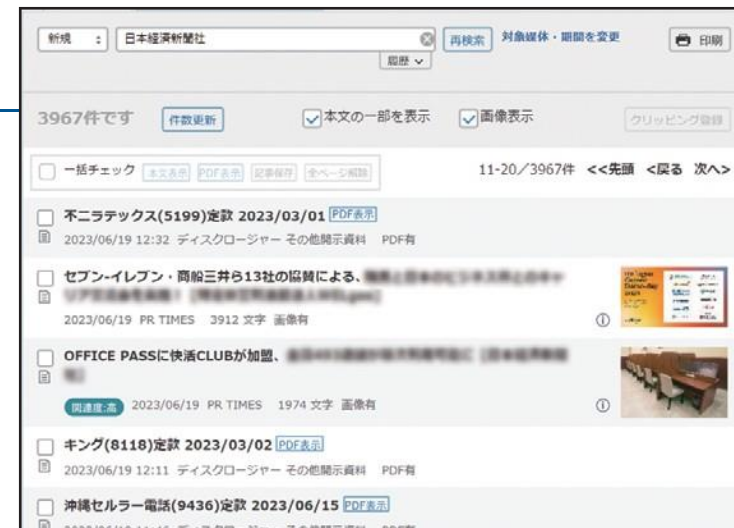 新規
日本経済新聞社
再検索 対象媒体・期間を変更
印刷
履歴
3967件です 件数更新 本文の一部を表示 画像表示 クリッピング登録
一括チェック 本文表示 PDF表示 記事保存 全ページ解除 11-20／3967件 <<先頭 <戻る 次へ>
不二ラテックス(5199)定款 2023/03/01 PDF表示
2023/06/19 12:32 ディスクロージャー その他開示資料 PDF有
セブン‐イレブン・商船三井ら13社の協賛による、
2023/06/19 PR TIMES 3912 文字 画像有
OFFICE PASSに快活CLUBが加盟、
関連度:高 2023/06/19 PR TIMES 1974 文字 画像有
キング(8118)定款 2023/03/02 PDF表示
2023/06/19 12:11 ディスクロージャー その他開示資料 PDF有
沖縄セルラー電話(9436)定款 2023/06/15 PDF表示